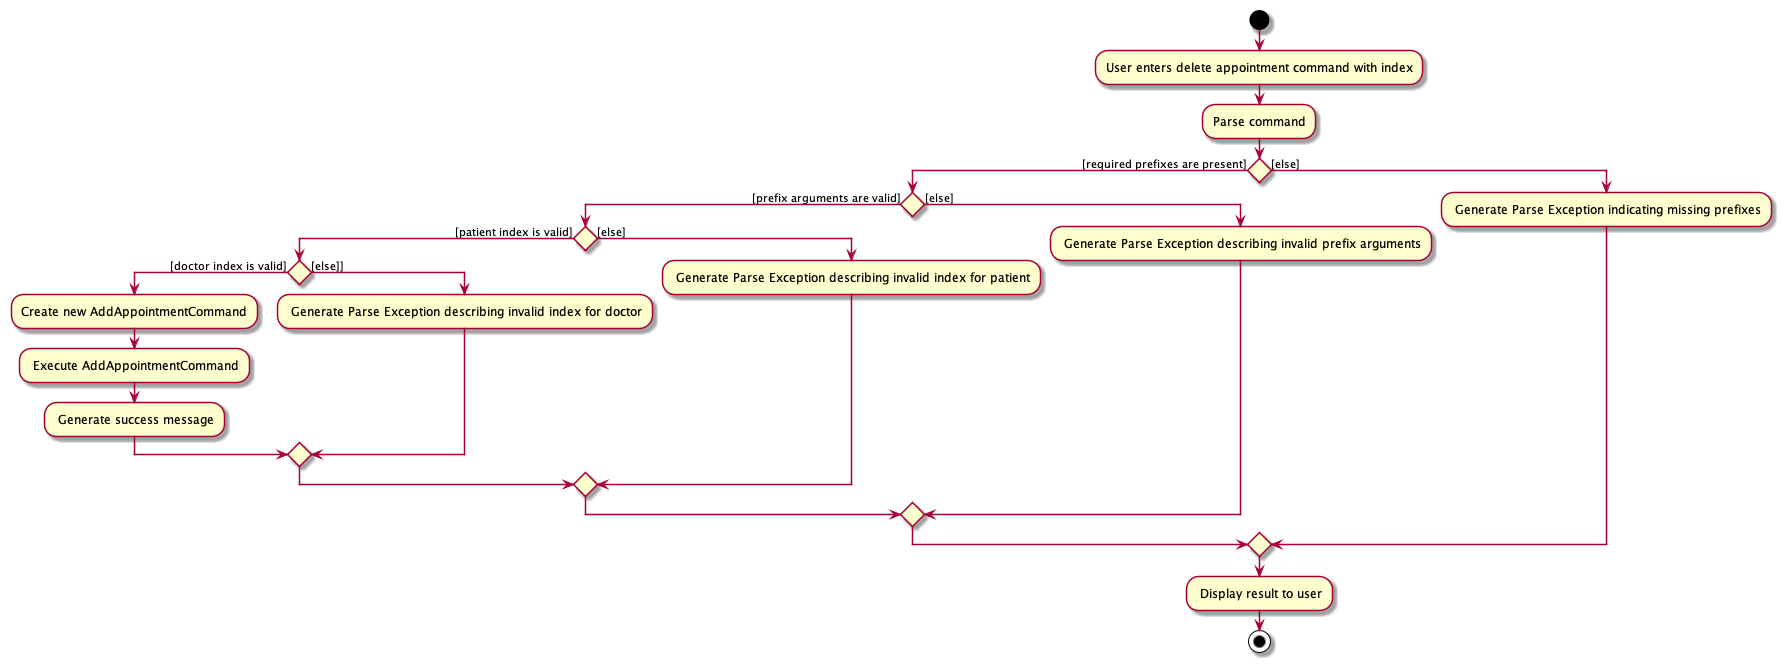 User enters delete appointment command with index
Parse command
[required prefixes are present]
[else]
[prefix arguments are valid]
[else]
Generate Parse Exception indicating missing prefixes
[patient index is valid]
[else]
Generate Parse Exception describing invalid prefix arguments
[doctor index is valid]
[else]]
Generate Parse Exception describing invalid index for patient
Create new AddAppointmentCommand
Generate Parse Exception describing invalid index for doctor
Execute AddAppointmentCommand
Generate success message
Display result to user